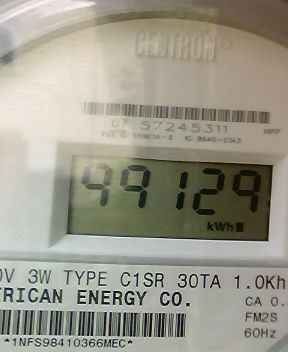 CENTRON
07 57245311
99129
kWh
0V 3W TYPE C1SR 30TA 1.0Kh
ERICAN ENERGY CO.
CA 0.
FM2S
60Hz
*1NFS98410366MEC*